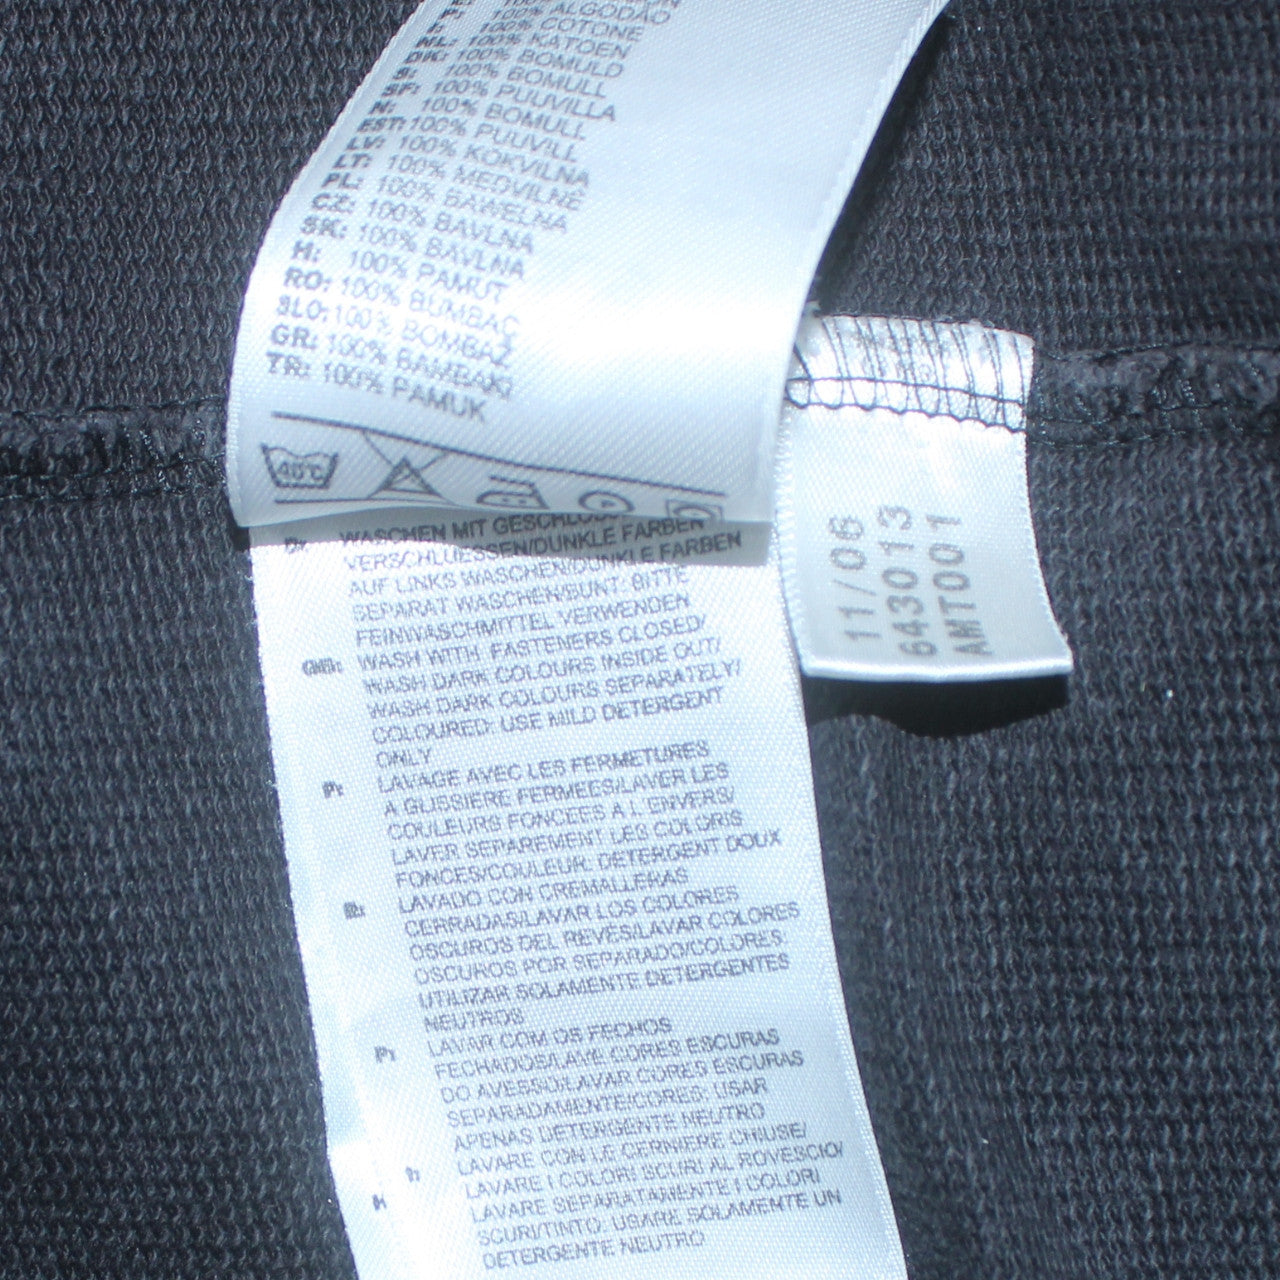 P: 100% ALGODÃO
I: 100% COTONE
NL: 100% KATOEN
DK: 100% BOMULD
S: 100% BOMULL
SF: 100% PUUVILLA
N: 100% BOMULL
EST: 100% PUUVILL
LV: 100% KOKVILNA
LT: 100% MEDVILNE
PL: 100% BAWELNA
CZ: 100% BAVLNA
SK: 100% BAVLNA
H: 100% PAMUT
RO: 100% BUMBAC
SLO: 100% BOMBAŽ
GR: 100% BAMBAKI
TR: 100% PAMUK
40°C
WASCHEN MIT
VERSCHLUESSEN/DUNKLE FARBEN
AUF LINKS WASCHEN/DUNKLE FARBEN
SEPARAT WASCHEN/BUNT: BITTE
FEINWASCHMITTEL VERWENDEN
GB: WASH WITH FASTENERS CLOSED/
WASH DARK COLOURS INSIDE OUT/
WASH DARK COLOURS SEPARATELY/
COLOURED: USE MILD DETERGENT
ONLY
LAVAGE AVEC LES FERMETURES
A GLISSIERE FERMEES/LAVER LES
COULEURS FONCEES A L'ENVERS/
LAVER SEPAREMENT LES COLORIS
FONCES/COULEUR: DETERGENT DOUX
LAVADO CON CREMALLERAS
CERRADAS/LAVAR LOS COLORES
OSCUROS DEL REVÉS/LAVAR COLORES
OSCUROS POR SEPARADO/COLORES:
UTILIZAR SOLAMENTE DETERGENTES
NEUTROS
P: LAVAR COM OS FECHOS
FECHADOS/LAVE CORES ESCURAS
DO AVESSO/LAVAR CORES ESCURAS
SEPARADAMENTE/CORES: USAR
APENAS DETERGENTE NEUTRO
I: LAVARE CON LE CERNIERE CHIUSE/
LAVARE I COLORI SCURI AL ROVESCIO/
LAVARE SEPARATAMENTE I COLORI
SCURI/TINTO: USARE SOLAMENTE UN
DETERGENTE NEUTRO
11/06
643013
AMT001